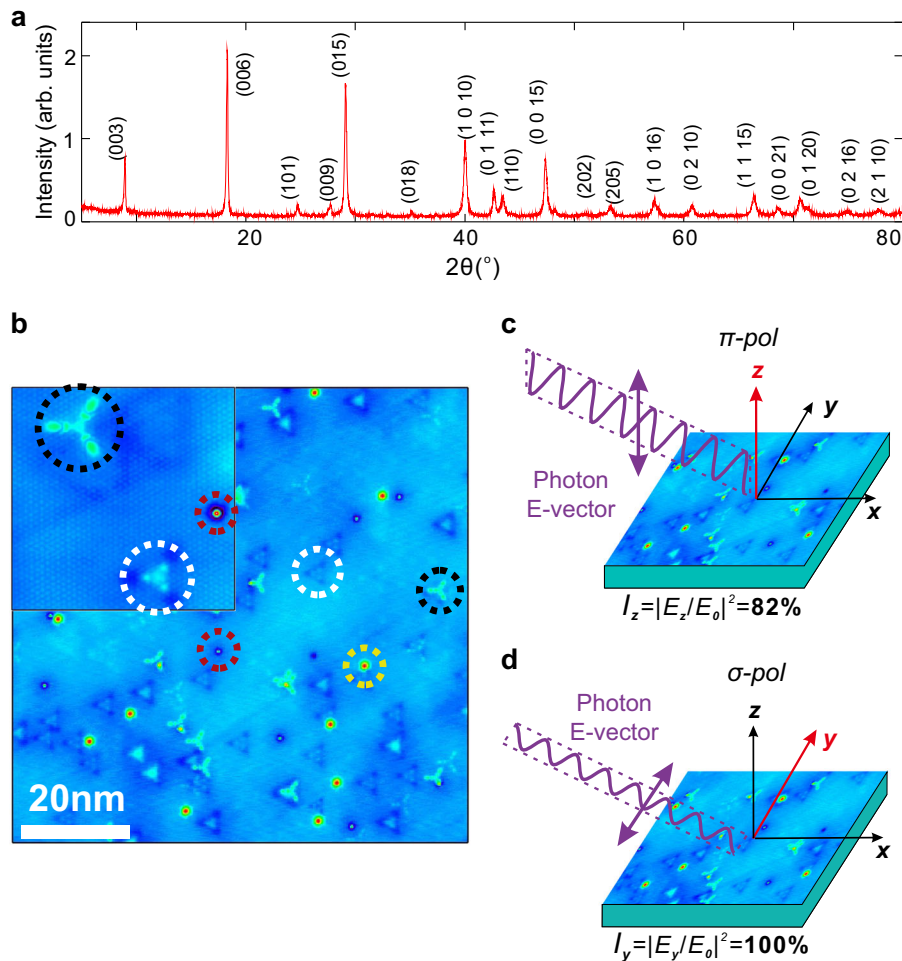 a
Intensity (arb. units)
2
1
0
(003)
(006)
(101)
(009)
(015)
(018)
(1 0 10)
(0 1 11)
(110)
(0 0 15)
(202)
(205)
(1 0 16)
(0 2 10)
(1 1 15)
(0 0 21)
(0 1 20)
(0 2 16)
(2 1 10)
20
40
60
80
2θ(°)
b
20nm
c
π-pol
z
y
x
Photon
E-vector
I_z=|E_z/E_0|²=82%
d
σ-pol
Photon
E-vector
z
y
x
I_y=|E_y/E_0|²=100%